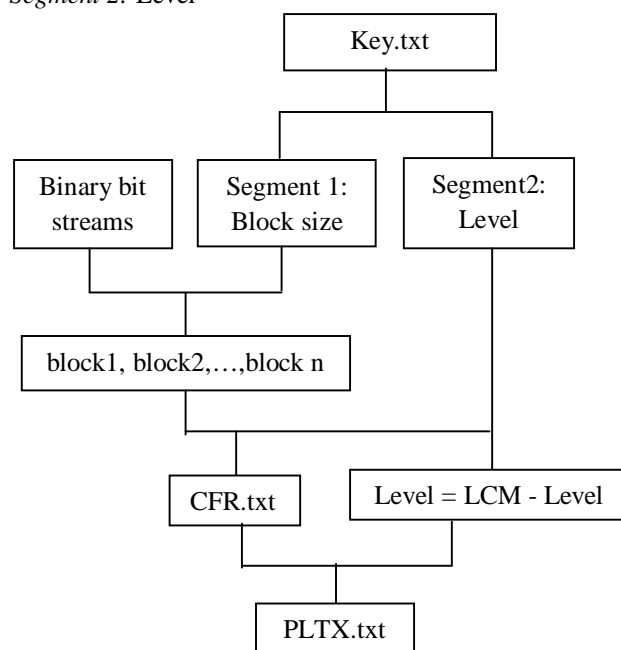 Segment 2: Level
Key.txt
Binary bit
streams
Segment 1:
Block size
Segment2:
Level
block1, block2,…,block n
CFR.txt
Level = LCM - Level
PLTX.txt